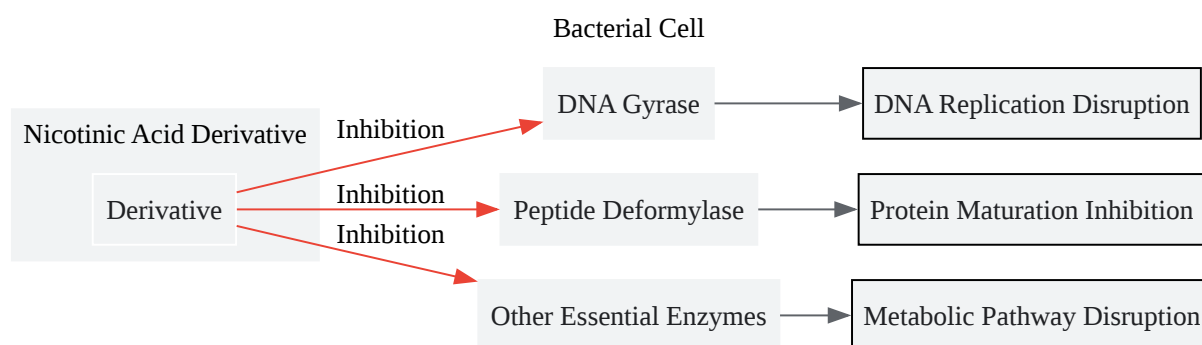 Bacterial Cell
Nicotinic Acid Derivative
Derivative
Inhibition
DNA Gyrase
DNA Replication Disruption
Inhibition
Peptide Deformylase
Protein Maturation Inhibition
Inhibition
Other Essential Enzymes
Metabolic Pathway Disruption